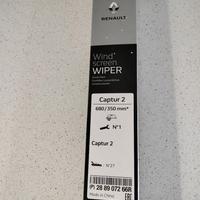 RENAULT
Wind
screen
WIPER
Captur 2
680/350 mm*
N°1
Captur 2
N°27
(P) 28 89 072 66R
Made in China